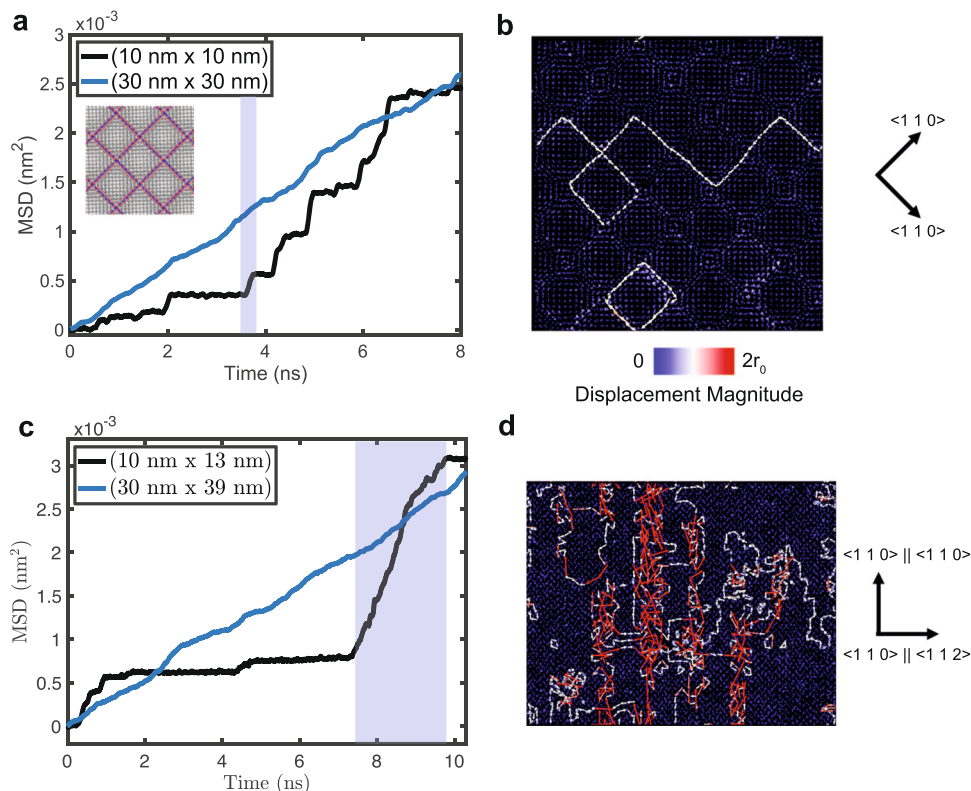 a
×10⁻³
3
2.5
2
1.5
1
0.5
0
MSD (nm²)
(10 nm x 10 nm)
(30 nm x 30 nm)
0 2 4 6 8
Time (ns)
b
<1 1 0>
<1 1 0>
0 2r₀
Displacement Magnitude
c
×10⁻³
3
2.5
2
1.5
1
0.5
0
MSD (nm²)
(10 nm x 13 nm)
(30 nm x 39 nm)
0 2 4 6 8 10
Time (ns)
d
<1 1 0> || <1 1 0>
<1 1 0> || <1 1 2>